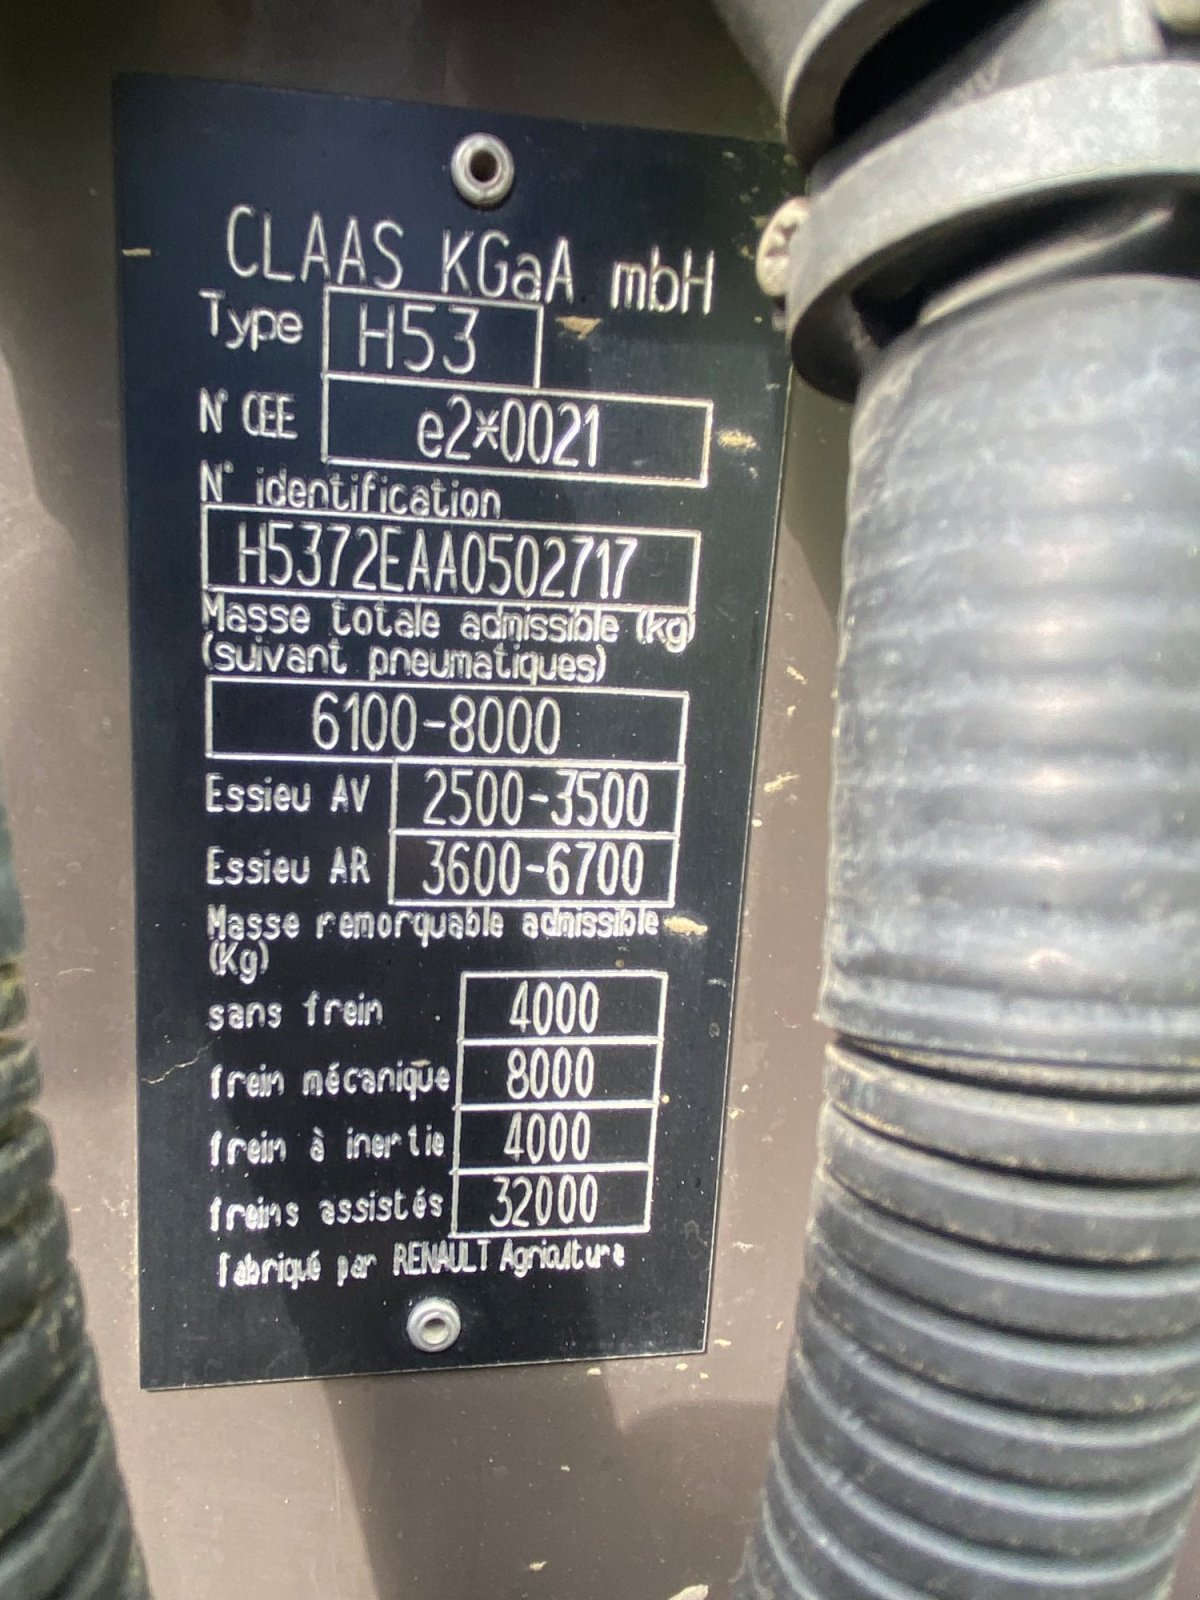 CLAAS KGaA mbH
Type H53
N° CEE e2*0021
N° identification
H5372EAA0502717
Masse totale admissible (kg)
(suivant pneumatiques)
6100-8000
Essieu AV 2500-3500
Essieu AR 3600-6700
Masse remorquable admissible
(Kg)
sans frein 4000
frein mécanique 8000
frein à inertie 4000
freins assistés 32000
fabriqué par RENAULT Agriculture